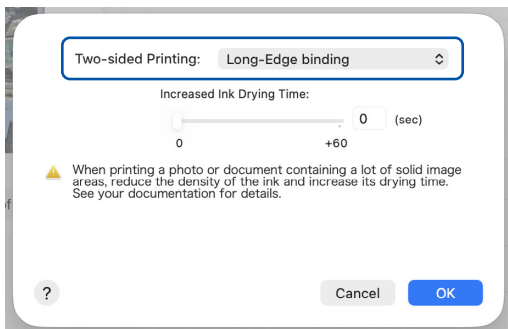 Two-sided Printing: Long-Edge binding
Increased Ink Drying Time:
0 (sec)
0 +60
When printing a photo or document containing a lot of solid image
areas, reduce the density of the ink and increase its drying time.
See your documentation for details.
of
? Cancel OK